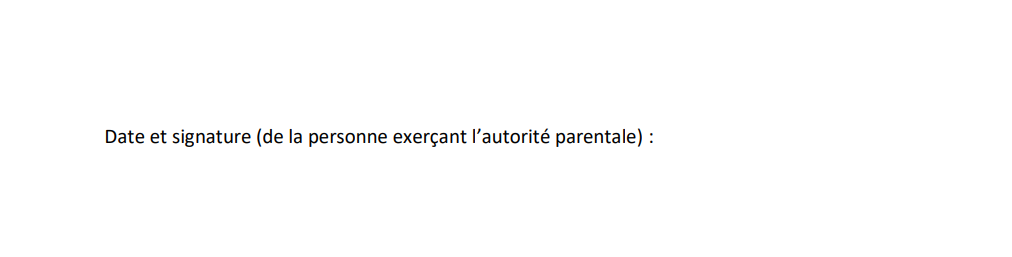 Date et signature (de la personne exerçant l’autorité parentale) :